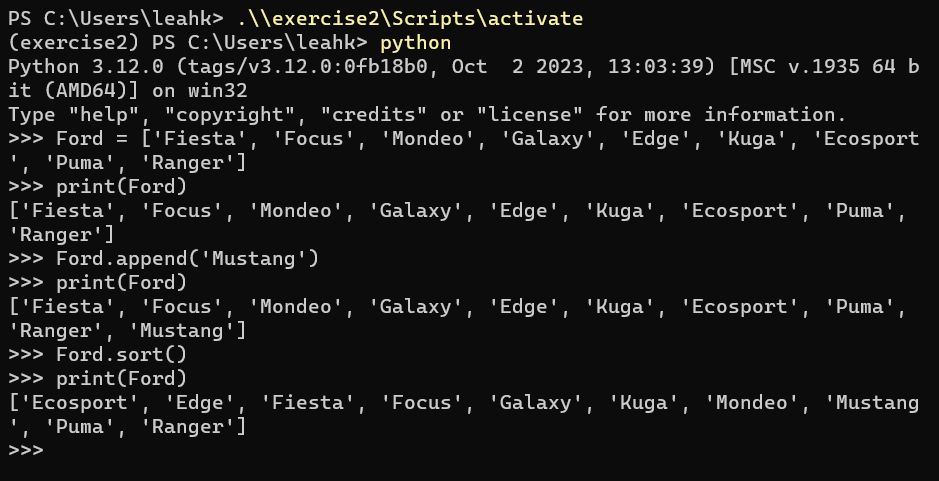 PS C:\Users\leahk> .\\exercise2\Scripts\activate
(exercise2) PS C:\Users\leahk> python
Python 3.12.0 (tags/v3.12.0:0fb18b0, Oct  2 2023, 13:03:39) [MSC v.1935 64 b
it (AMD64)] on win32
Type "help", "copyright", "credits" or "license" for more information.
>>> Ford = ['Fiesta', 'Focus', 'Mondeo', 'Galaxy', 'Edge', 'Kuga', 'Ecosport
', 'Puma', 'Ranger']
>>> print(Ford)
['Fiesta', 'Focus', 'Mondeo', 'Galaxy', 'Edge', 'Kuga', 'Ecosport', 'Puma',
'Ranger']
>>> Ford.append('Mustang')
>>> print(Ford)
['Fiesta', 'Focus', 'Mondeo', 'Galaxy', 'Edge', 'Kuga', 'Ecosport', 'Puma',
'Ranger', 'Mustang']
>>> Ford.sort()
>>> print(Ford)
['Ecosport', 'Edge', 'Fiesta', 'Focus', 'Galaxy', 'Kuga', 'Mondeo', 'Mustang
', 'Puma', 'Ranger']
>>>